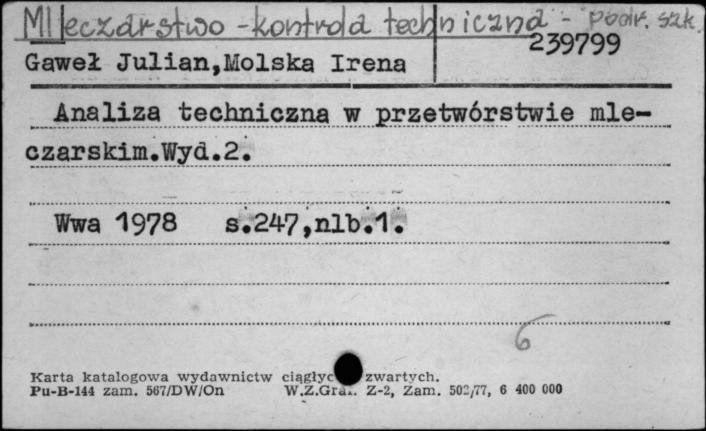 Mleczarstwo - kontrola techniczna - podr. szk.
239799
Gaweł Julian,Molska Irena
Analiza techniczna w przetwórstwie mle-
czarskim.Wyd.2.
Wwa 1978 s.247,nlb.1.
6
Karta katalogowa wydawnictw ciągłyc zwartych.
Pu-B-144 zam. 567/DW/On W.Z.Graf. Z-2, Zam. 502/77, 6 400 000